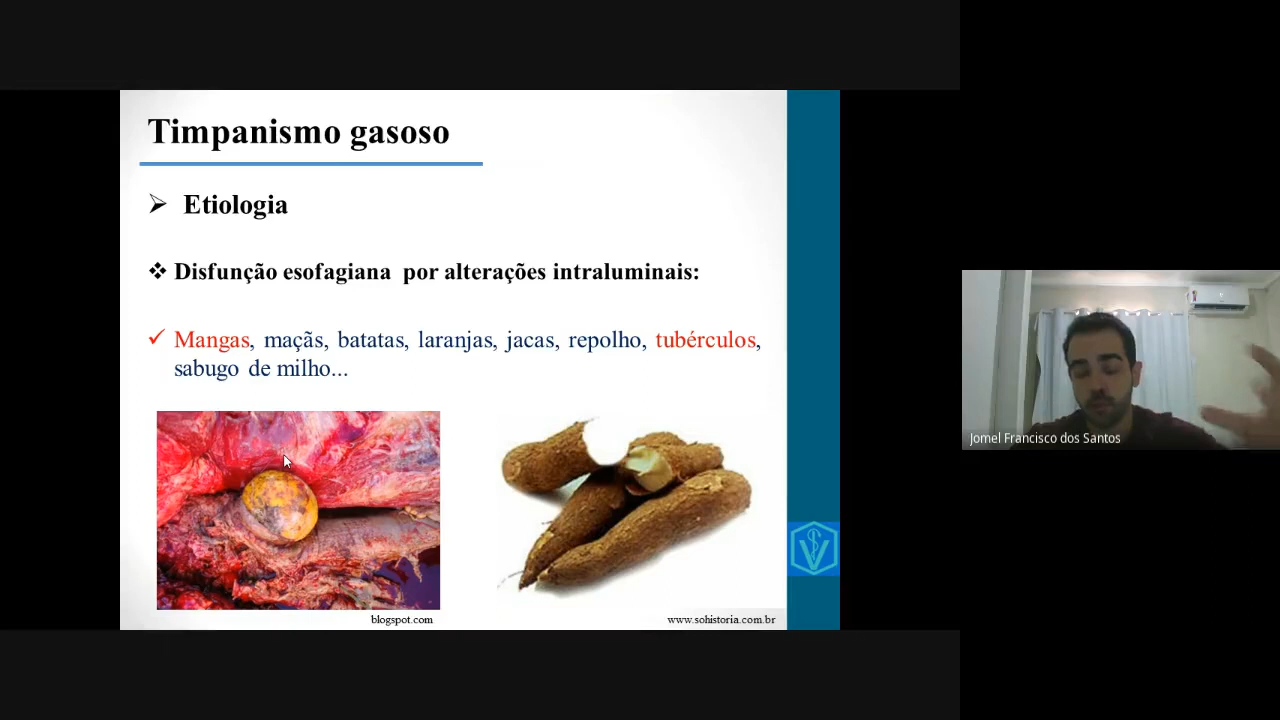 Timpanismo gasoso
Etiologia
Disfunção esofagiana por alterações intraluminais:
Mangas, maçãs, batatas, laranjas, jacas, repolho, tubérculos,
sabugo de milho...
blogspot.com
www.sohistoria.com.br
V
Jomel Francisco dos Santos